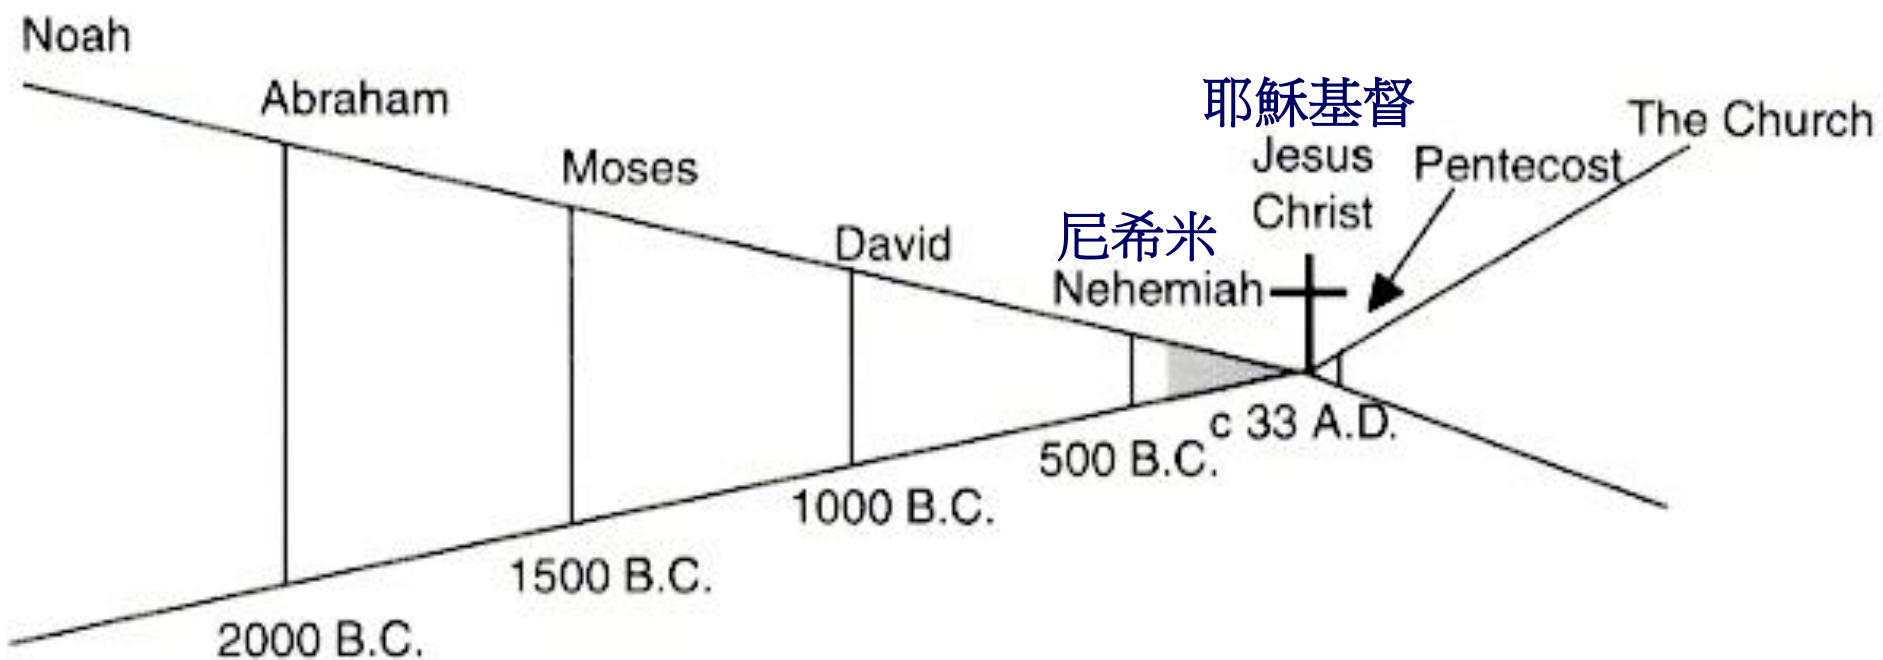 Noah
Abraham
Moses
David
尼希米
Nehemiah
耶穌基督
Jesus
Christ
Pentecost
The Church
2000 B.C.
1500 B.C.
1000 B.C.
500 B.C.
c 33 A.D.